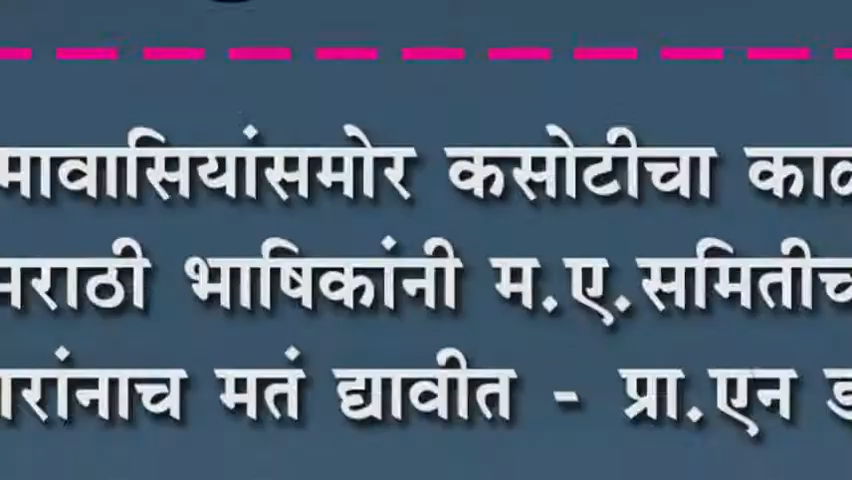 मावासियांसमोर कसोटीचा काळ
मराठी भाषिकांनी म.ए.समितीच
ारांनाच मतं द्यावीत - प्रा.एन ड